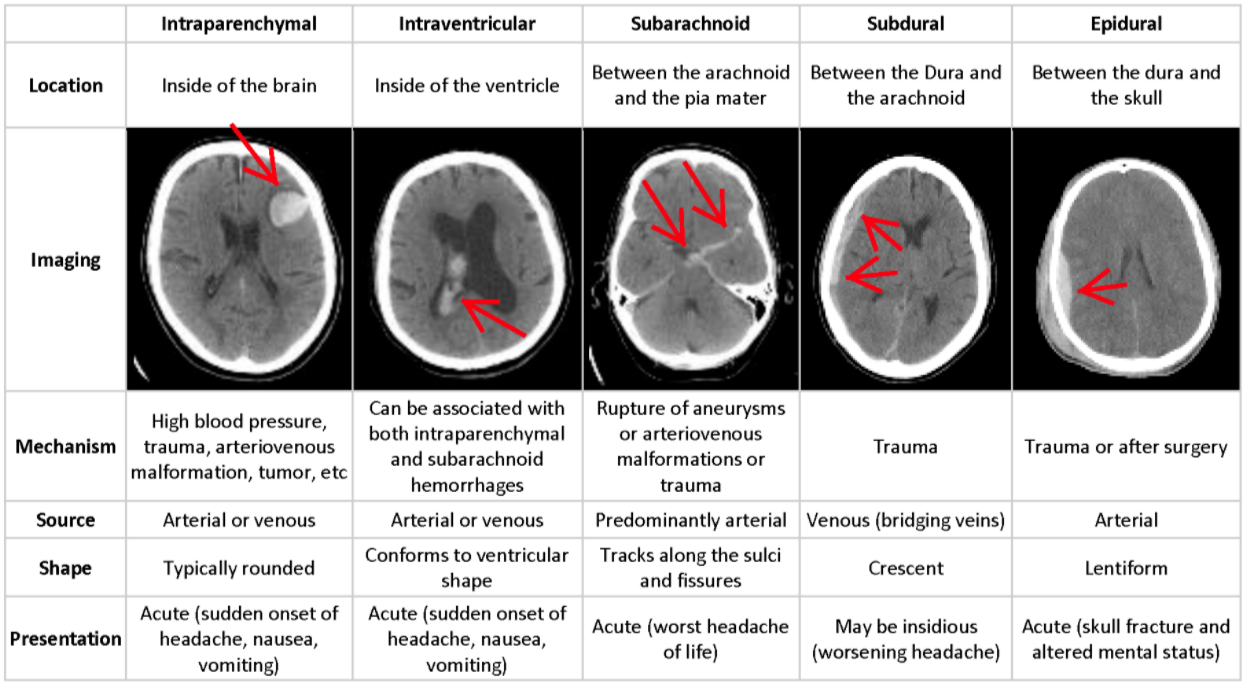 Intraparenchymal Intraventricular Subarachnoid Subdural Epidural
Location
Inside of the brain
Inside of the ventricle
Between the arachnoid
and the pia mater
Between the Dura and
the arachnoid
Between the dura and
the skull
Imaging
Mechanism
High blood pressure,
trauma, arteriovenous
malformation, tumor, etc
Can be associated with
both intraparenchymal
and subarachnoid
hemorrhages
Rupture of aneurysms
or arteriovenous
malformations or
trauma
Trauma
Trauma or after surgery
Source
Arterial or venous
Arterial or venous
Predominantly arterial
Venous (bridging veins)
Arterial
Shape
Typically rounded
Conforms to ventricular
shape
Tracks along the sulci
and fissures
Crescent
Lentiform
Presentation
Acute (sudden onset of
headache, nausea,
vomiting)
Acute (sudden onset of
headache, nausea,
vomiting)
Acute (worst headache
of life)
May be insidious
(worsening headache)
Acute (skull fracture and
altered mental status)